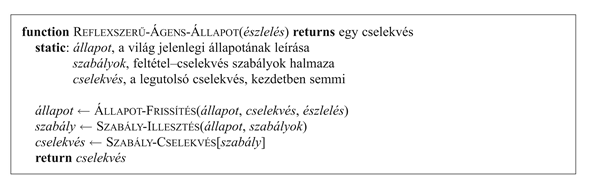 function REFLEXSZERŰ-ÁGENS-ÁLLAPOT(észlelés) returns egy cselekvés
static: állapot, a világ jelenlegi állapotának leírása
szabályok, feltétel–cselekvés szabályok halmaza
cselekvés, a legutolsó cselekvés, kezdetben semmi
állapot ← ÁLLAPOT-FRISSÍTÉS(állapot, cselekvés, észlelés)
szabály ← SZABÁLY-ILLESZTÉS(állapot, szabályok)
cselekvés ← SZABÁLY-CSELEKVÉS[szabály]
return cselekvés